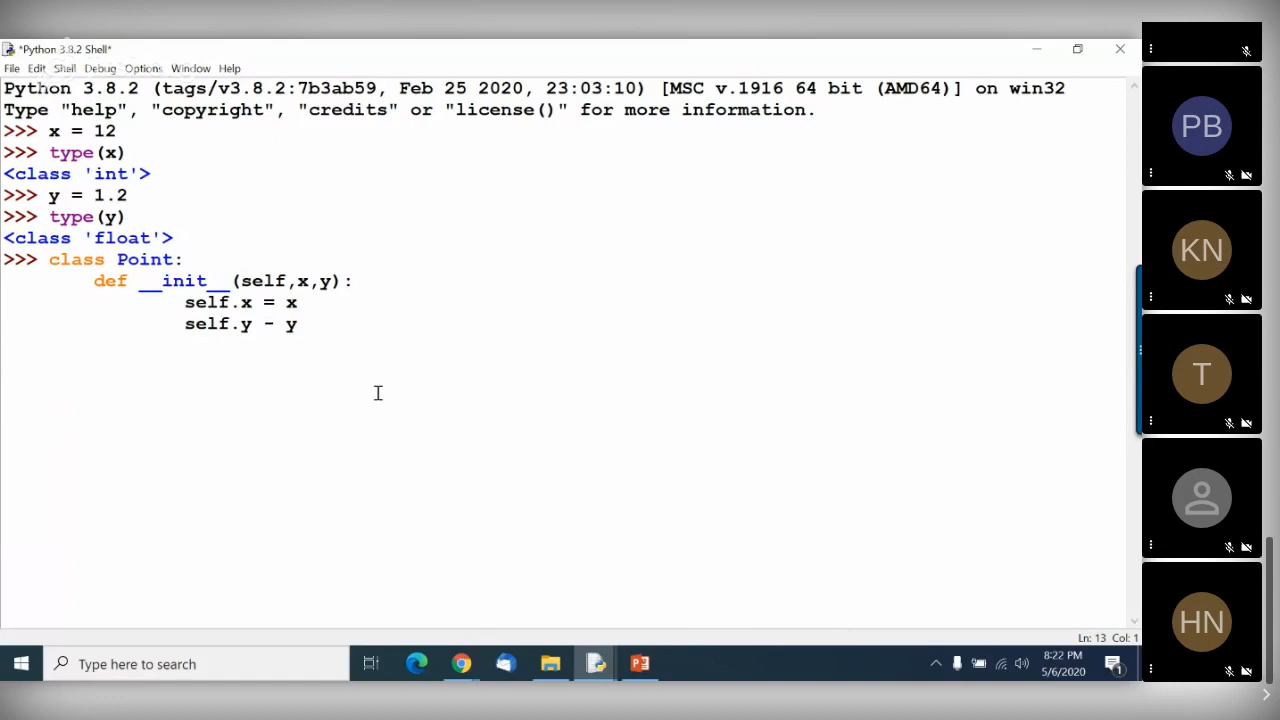 *Python 3.8.2 Shell*
File Edit Shell Debug Options Window Help
Python 3.8.2 (tags/v3.8.2:7b3ab59, Feb 25 2020, 23:03:10) [MSC v.1916 64 bit (AMD64)] on win32
Type "help", "copyright", "credits" or "license()" for more information.
>>> x = 12
>>> type(x)
<class 'int'>
>>> y = 1.2
>>> type(y)
<class 'float'>
>>> class Point:
def __init__(self,x,y):
self.x = x
self.y - y
Ln: 13 Col: 1
Type here to search
8:22 PM
5/6/2020
1
PB
KN
T
HN